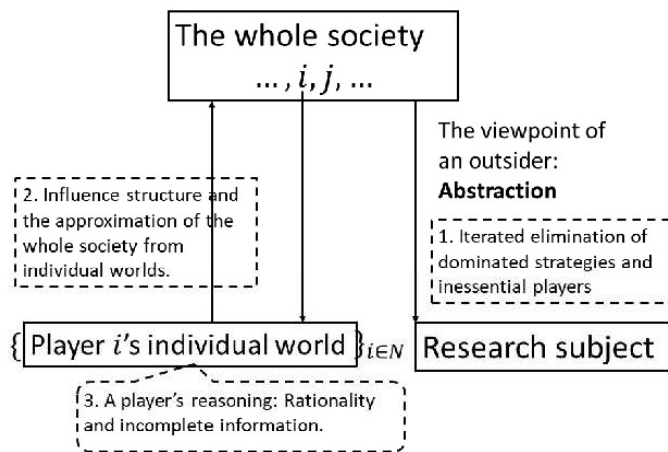 The whole society
..., i, j, ...
The viewpoint of
an outsider:
Abstraction
2. Influence structure and
the approximation of the
whole society from
individual worlds.
1. Iterated elimination of
dominated strategies and
inessential players
{Player i's individual world}i∈N
Research subject
3. A player's reasoning: Rationality
and incomplete information.